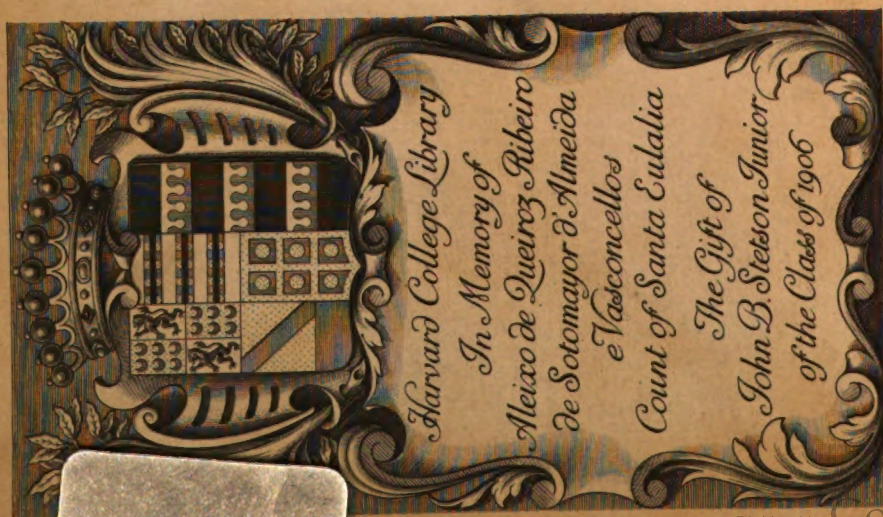 Harvard College Library
In Memory of
Aleixo de Queiroz Ribeiro
de Sotomayor d'Almeida
e Vasconcellos
Count of Santa Eulalia
The Gift of
John B. Stetson Junior
of the Class of 1906